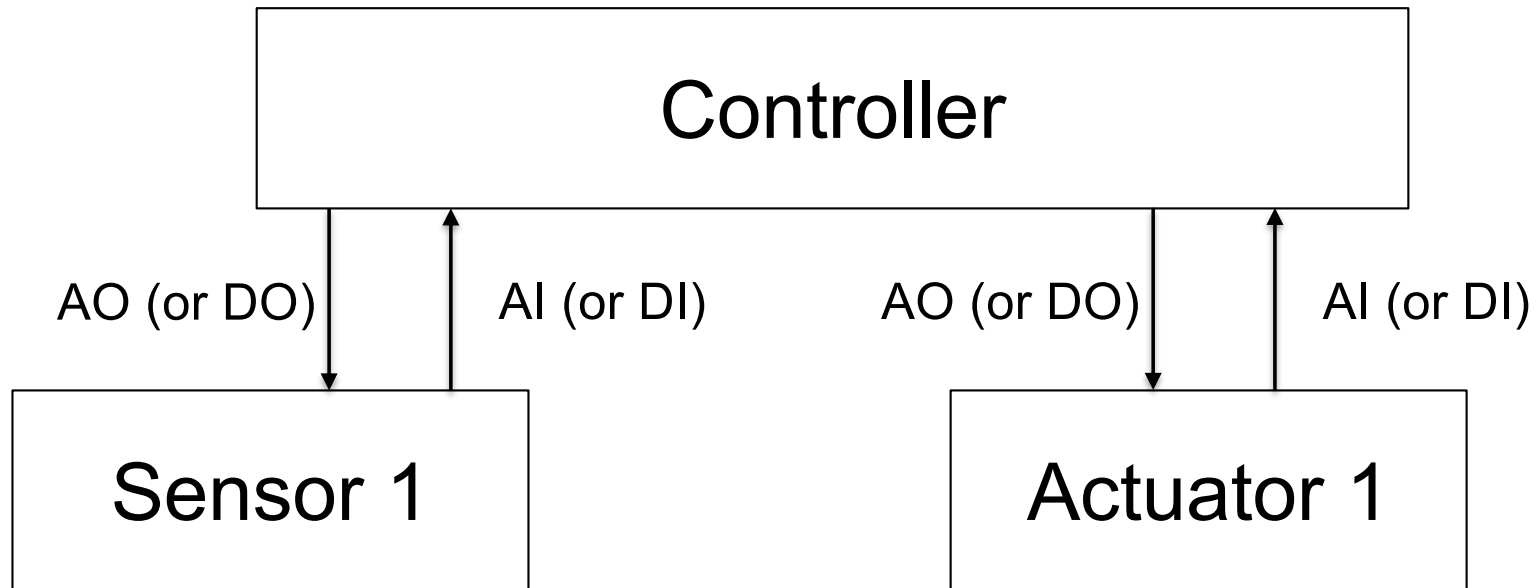 Controller
AO (or DO)
AI (or DI)
AO (or DO)
AI (or DI)
Sensor 1
Actuator 1